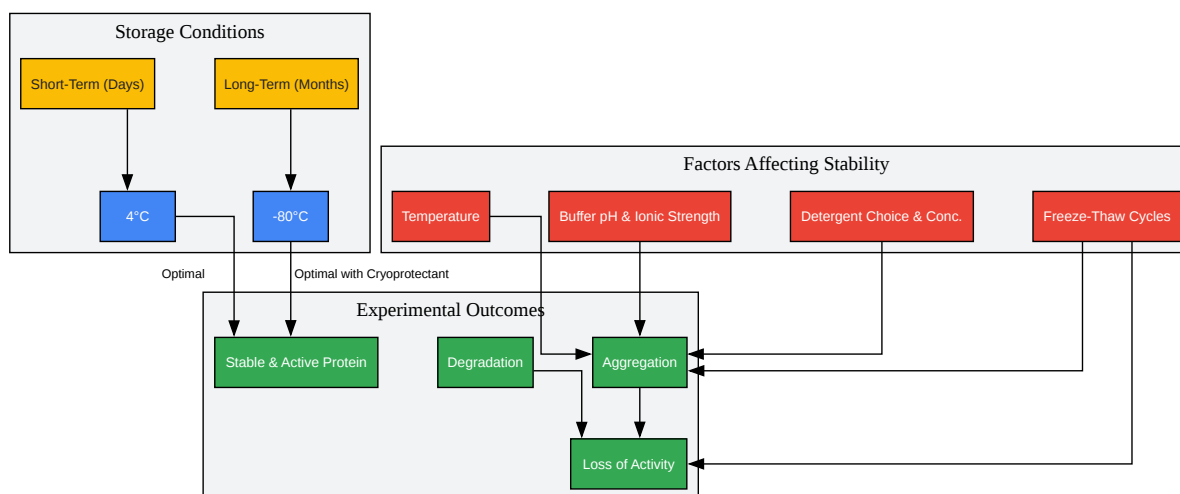 Storage Conditions
Short-Term (Days)
Long-Term (Months)
4°C
-80°C
Factors Affecting Stability
Temperature
Buffer pH & Ionic Strength
Detergent Choice & Conc.
Freeze-Thaw Cycles
Optimal
Optimal with Cryoprotectant
Experimental Outcomes
Stable & Active Protein
Degradation
Aggregation
Loss of Activity